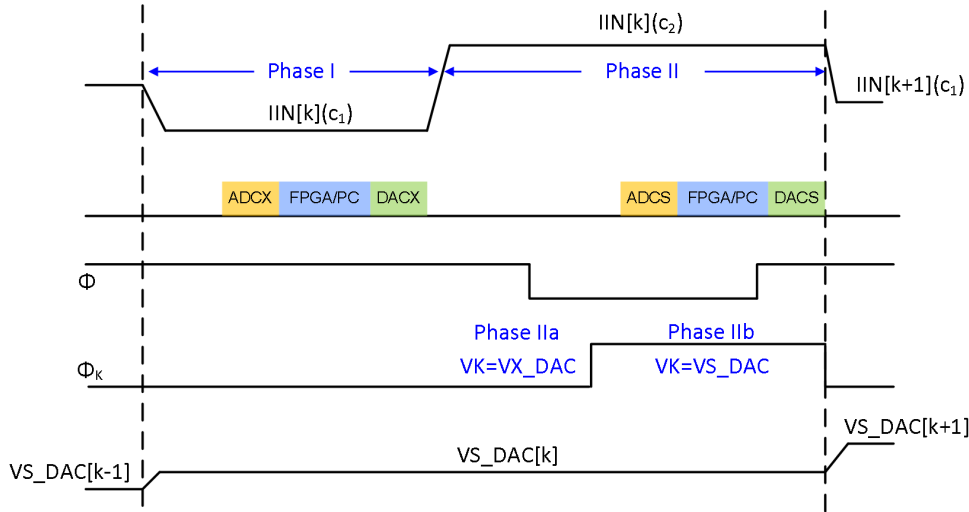 IIN[k](c₂)
Phase I
Phase II
IIN[k+1](c₁)
IIN[k](c₁)
ADCX FPGA/PC DACX ADCS FPGA/PC DACS
Φ
Phase IIa Phase IIb
Φ_K VK=VX_DAC VK=VS_DAC
VS_DAC[k+1]
VS_DAC[k-1] VS_DAC[k]